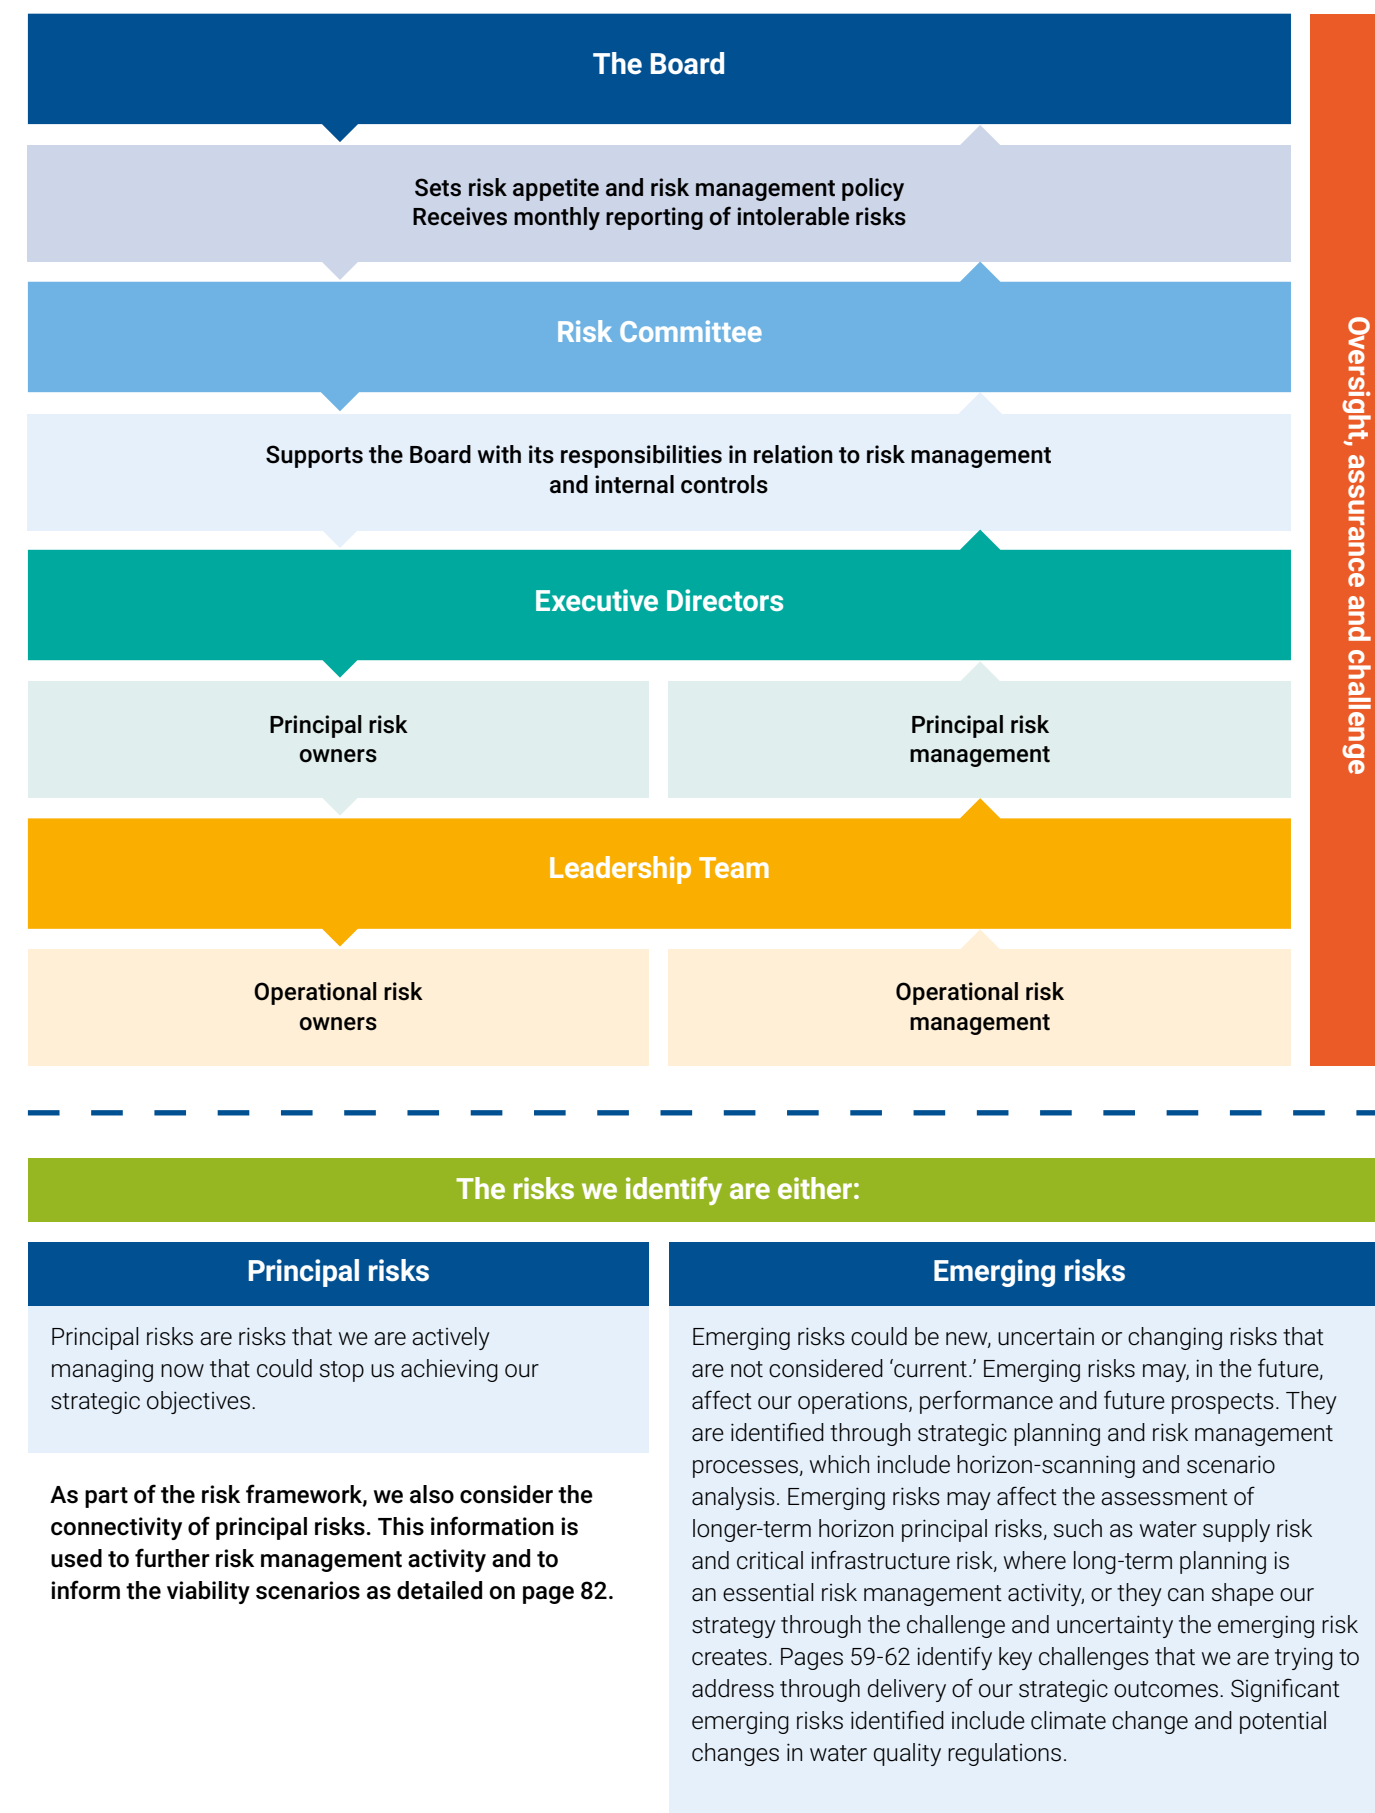 The Board
Sets risk appetite and risk management policy
Receives monthly reporting of intolerable risks
Risk Committee
Supports the Board with its responsibilities in relation to risk management
and internal controls
Executive Directors
Principal risk
owners
Principal risk
management
Leadership Team
Operational risk
owners
Operational risk
management
Oversight, assurance and challenge
The risks we identify are either:
Principal risks
Principal risks are risks that we are actively
managing now that could stop us achieving our
strategic objectives.
As part of the risk framework, we also consider the
connectivity of principal risks. This information is
used to further risk management activity and to
inform the viability scenarios as detailed on page 82.
Emerging risks
Emerging risks could be new, uncertain or changing risks that
are not considered ‘current.’ Emerging risks may, in the future,
affect our operations, performance and future prospects. They
are identified through strategic planning and risk management
processes, which include horizon-scanning and scenario
analysis. Emerging risks may affect the assessment of
longer-term horizon principal risks, such as water supply risk
and critical infrastructure risk, where long-term planning is
an essential risk management activity, or they can shape our
strategy through the challenge and uncertainty the emerging risk
creates. Pages 59-62 identify key challenges that we are trying to
address through delivery of our strategic outcomes. Significant
emerging risks identified include climate change and potential
changes in water quality regulations.